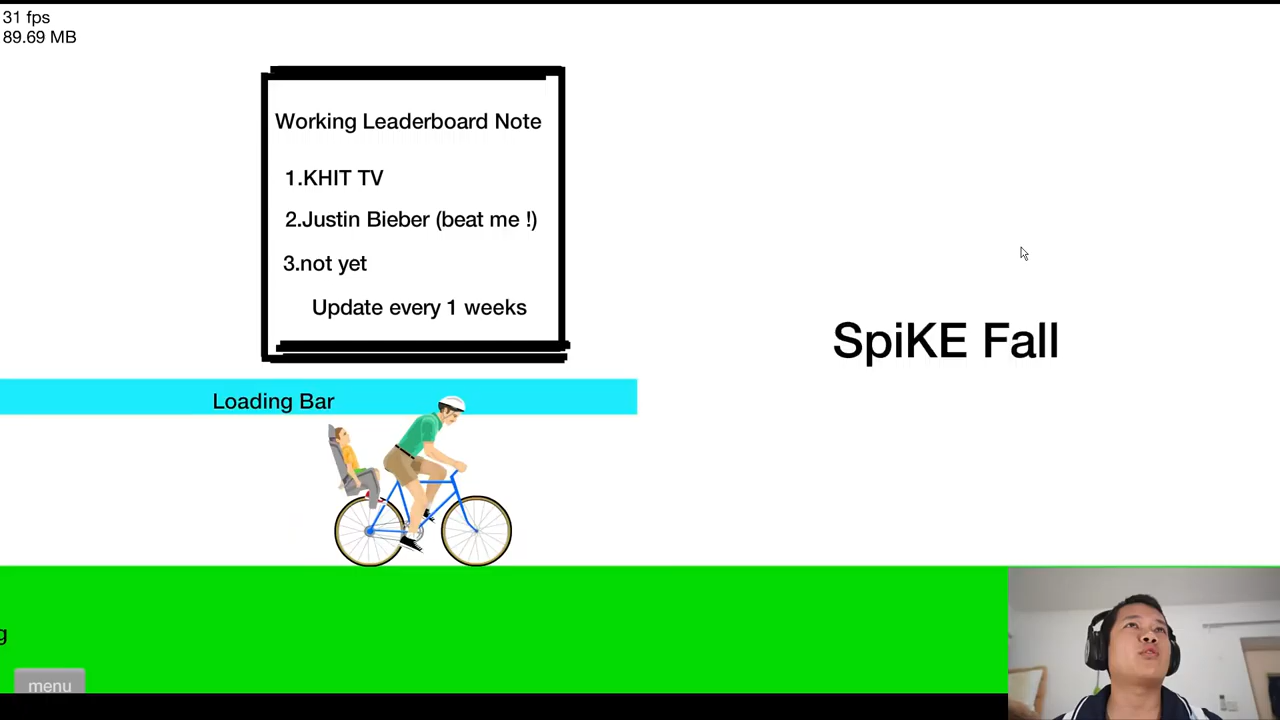 31 fps
89.69 MB
Working Leaderboard Note
1.KHIT TV
2.Justin Bieber (beat me !)
3.not yet
Update every 1 weeks
SpiKE Fall
Loading Bar
g
menu